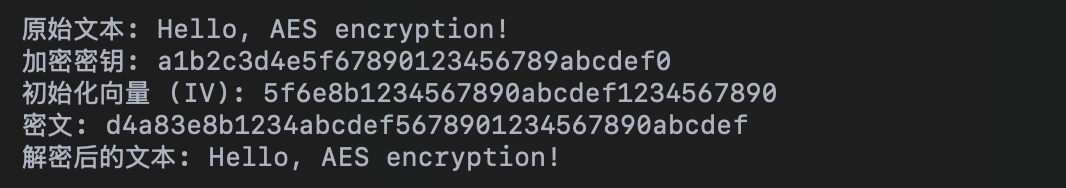 原始文本: Hello, AES encryption!
加密密钥: a1b2c3d4e5f67890123456789abcdef0
初始化向量 (IV): 5f6e8b1234567890abcdef1234567890
密文: d4a83e8b1234abcdef5678901234567890abcdef
解密后的文本: Hello, AES encryption!